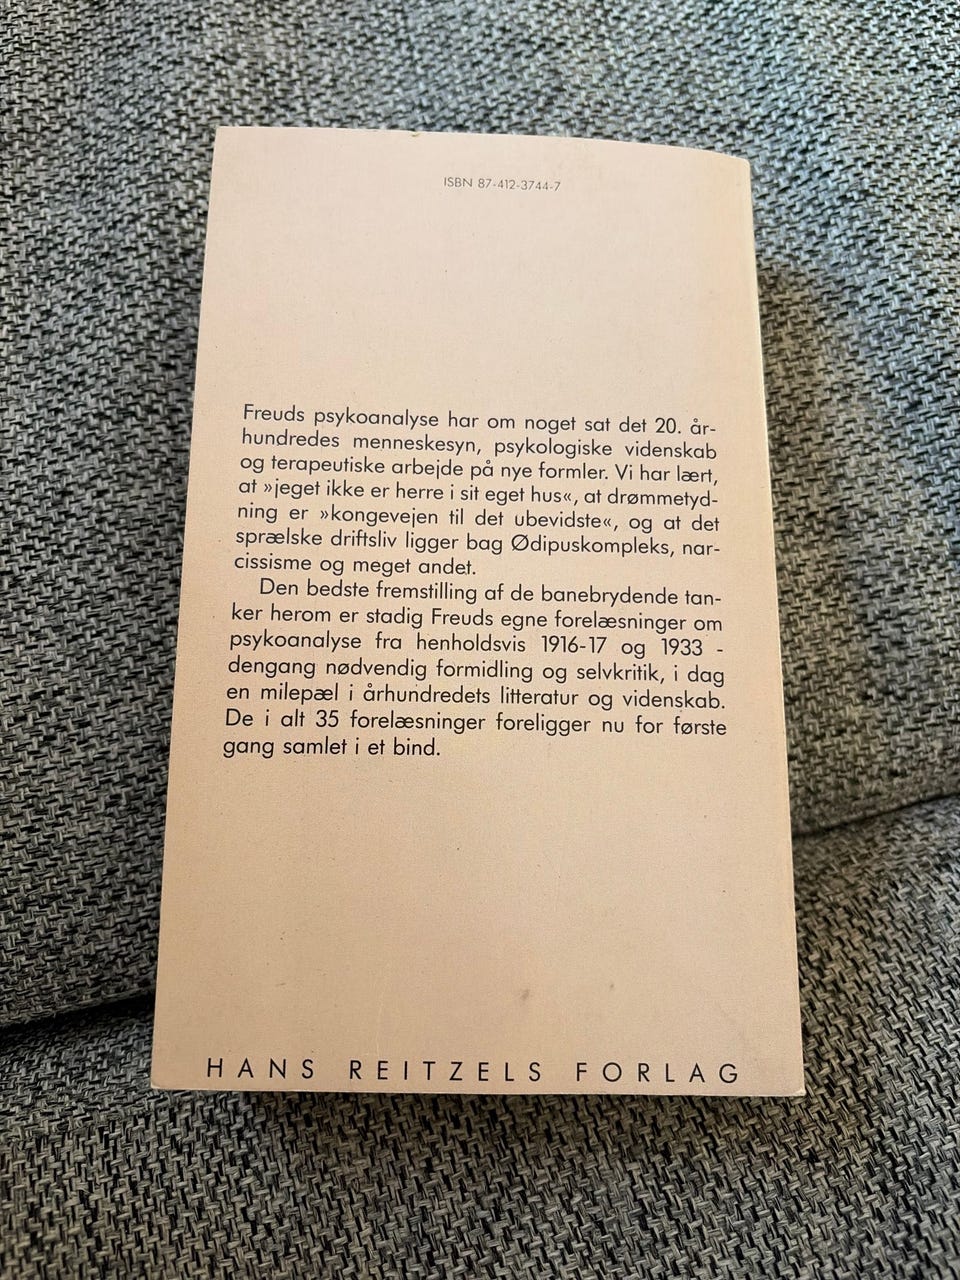 ISBN 87-412-3744-7
Freuds psykoanalyse har om noget sat det 20. år-
hundredes menneskesyn, psykologiske videnskab
og terapeutiske arbejde på nye formler. Vi har lært,
at »jeget ikke er herre i sit eget hus«, at drømmetyd-
ning er »kongevejen til det ubevidste«, og at det
sprælske driftsliv ligger bag Ødipuskompleks, nar-
cissisme og meget andet.
Den bedste fremstilling af de banebrydende tan-
ker herom er stadig Freuds egne forelæsninger om
psykoanalyse fra henholdsvis 1916-17 og 1933 -
dengang nødvendig formidling og selvkritik, i dag
en milepæl i århundredets litteratur og videnskab.
De i alt 35 forelæsninger foreligger nu for første
gang samlet i et bind.
HANS REITZELS FORLAG